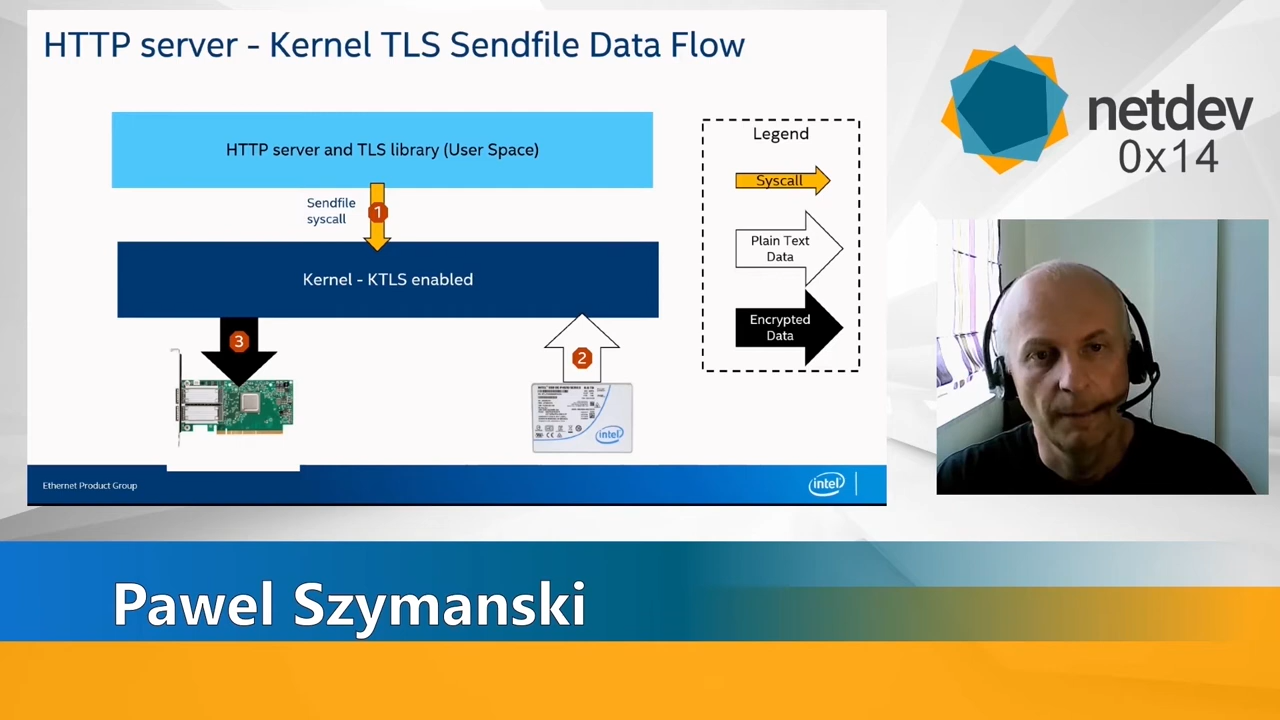 HTTP server - Kernel TLS Sendfile Data Flow
HTTP server and TLS library (User Space)
Sendfile
syscall
1
Kernel - KTLS enabled
3
2
intel
Legend
Syscall
Plain Text
Data
Encrypted
Data
Ethernet Product Group
intel
netdev
0x14
Pawel Szymanski